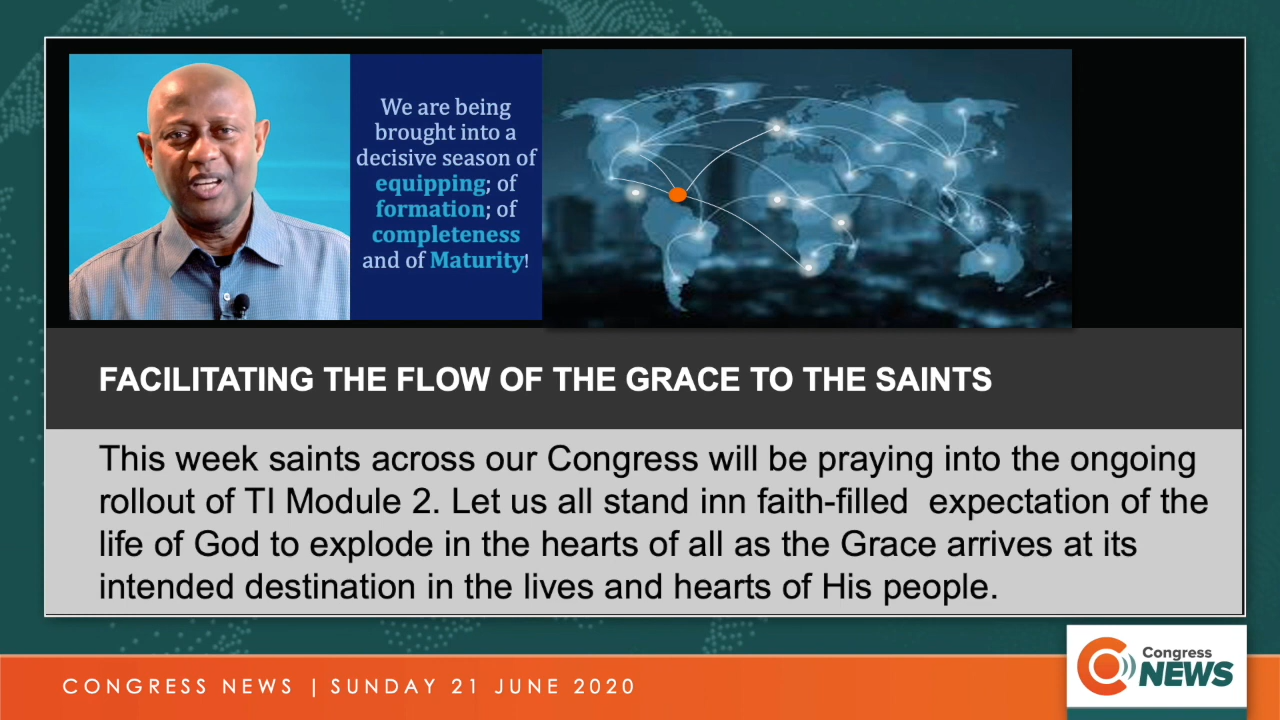 We are being
brought into a
decisive season of
equipping; of
formation; of
completeness
and of Maturity!
FACILITATING THE FLOW OF THE GRACE TO THE SAINTS
This week saints across our Congress will be praying into the ongoing
rollout of TI Module 2. Let us all stand inn faith-filled  expectation of the
life of God to explode in the hearts of all as the Grace arrives at its
intended destination in the lives and hearts of His people.
CONGRESS NEWS | SUNDAY 21 JUNE 2020
Congress
NEWS